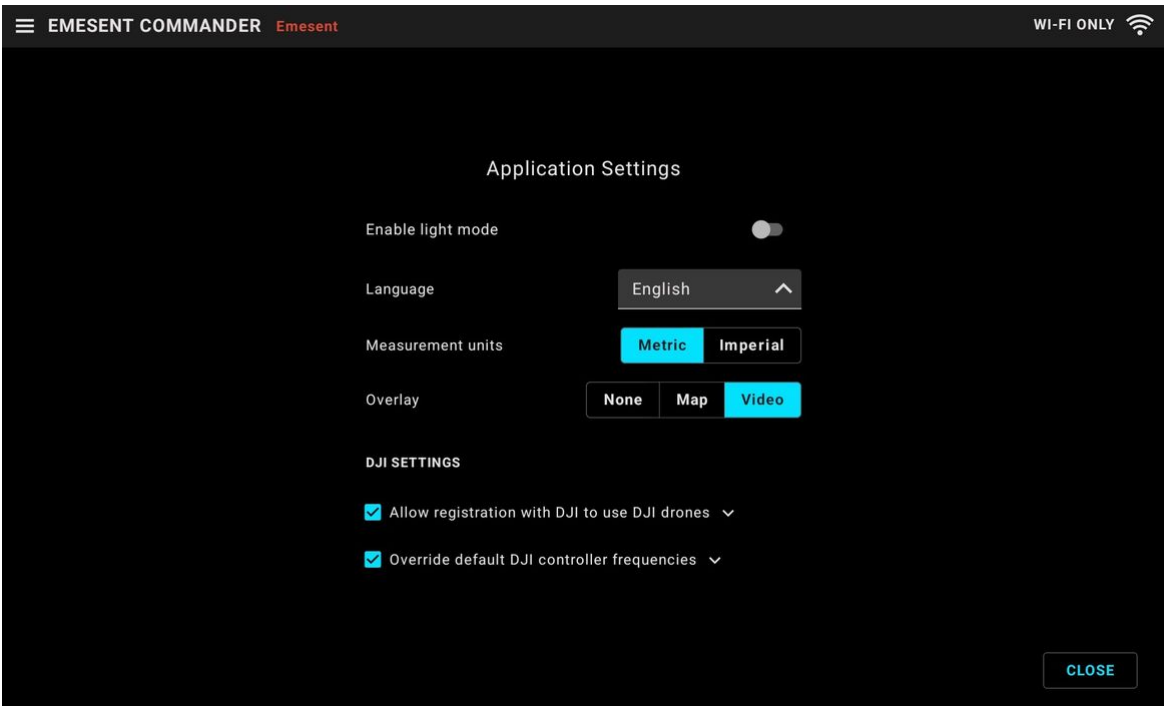 EMESENT COMMANDER Emesent WI-FI ONLY
Application Settings
Enable light mode
Language English
Measurement units Metric Imperial
Overlay None Map Video
DJI SETTINGS
Allow registration with DJI to use DJI drones
Override default DJI controller frequencies
CLOSE